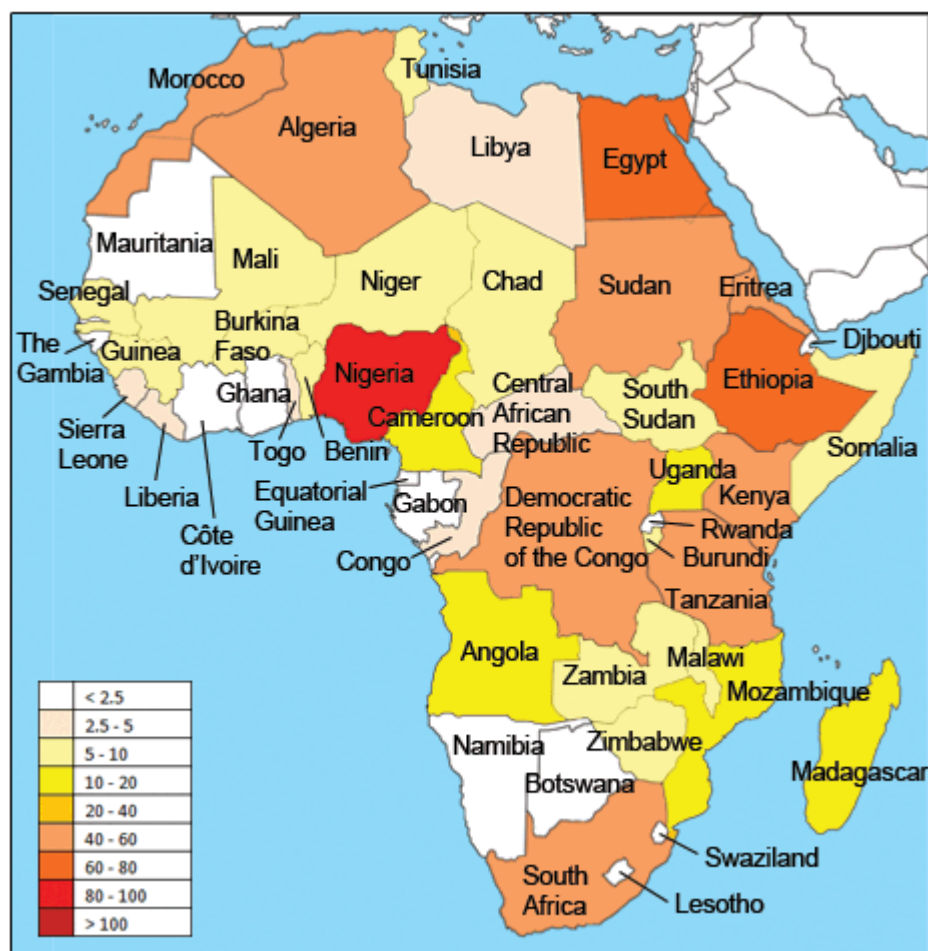 Tunisia
Morocco
Algeria
Libya
Egypt
Mauritania
Mali
Niger
Chad
Sudan
Eritrea
Senegal
Burkina
Faso
The
Gambia
Guinea
Djbouti
Nigeria
Ghana
Central
African
Republic
South
Sudan
Ethiopia
Cameroon
Sierra
Leone
Togo
Benin
Somalia
Liberia
Equatorial
Guinea
Gabon
Uganda
Kenya
Democratic
Republic
of the Congo
Rwanda
Côte
d'Ivoire
Congo
Burundi
Tanzania
Angola
Zambia
Malawi
Mozambique
Namibia
Zimbabwe
Botswana
Madagascar
Swaziland
South
Africa
Lesotho
< 2.5
2.5 - 5
5 - 10
10 - 20
20 - 40
40 - 60
60 - 80
80 - 100
> 100